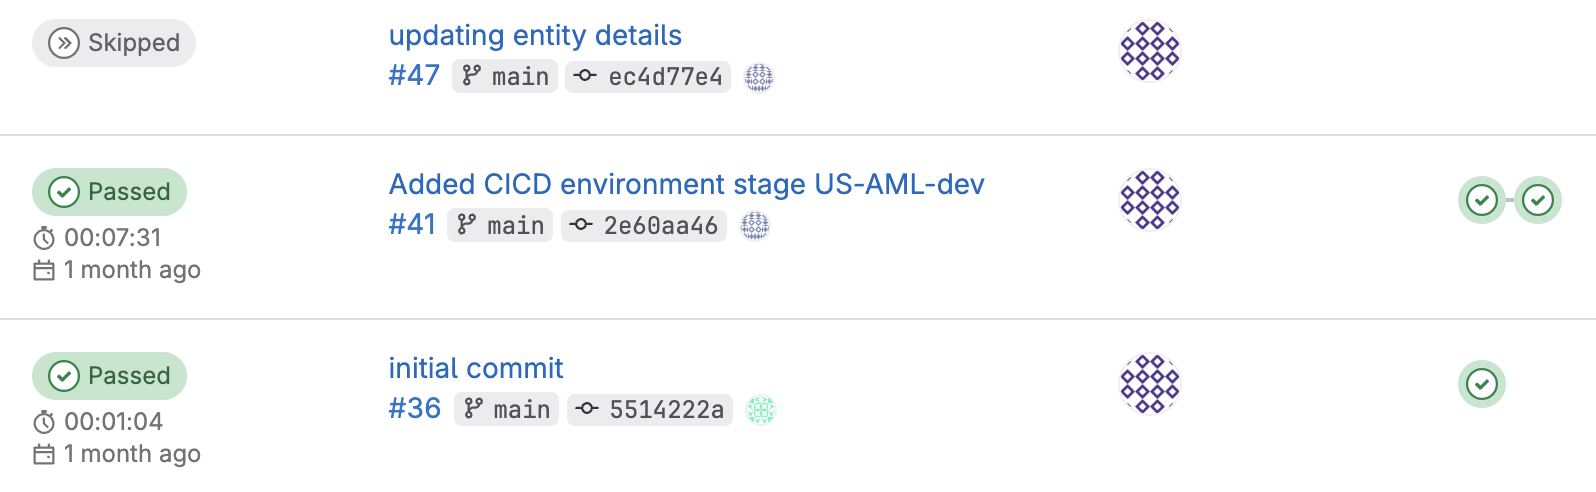 Skipped
updating entity details
#47 main ec4d77e4
Passed
Added CICD environment stage US-AML-dev
#41 main 2e60aa46
00:07:31
1 month ago
Passed
initial commit
#36 main 5514222a
00:01:04
1 month ago